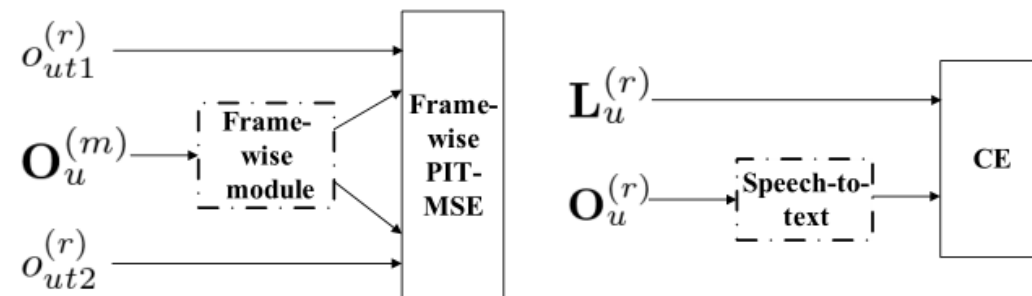 o_{ut1}^{(r)}
O_u^{(m)}
Frame-
wise
module
o_{ut2}^{(r)}
Frame-
wise
PIT-
MSE
L_u^{(r)}
O_u^{(r)}
Speech-to-
text
CE